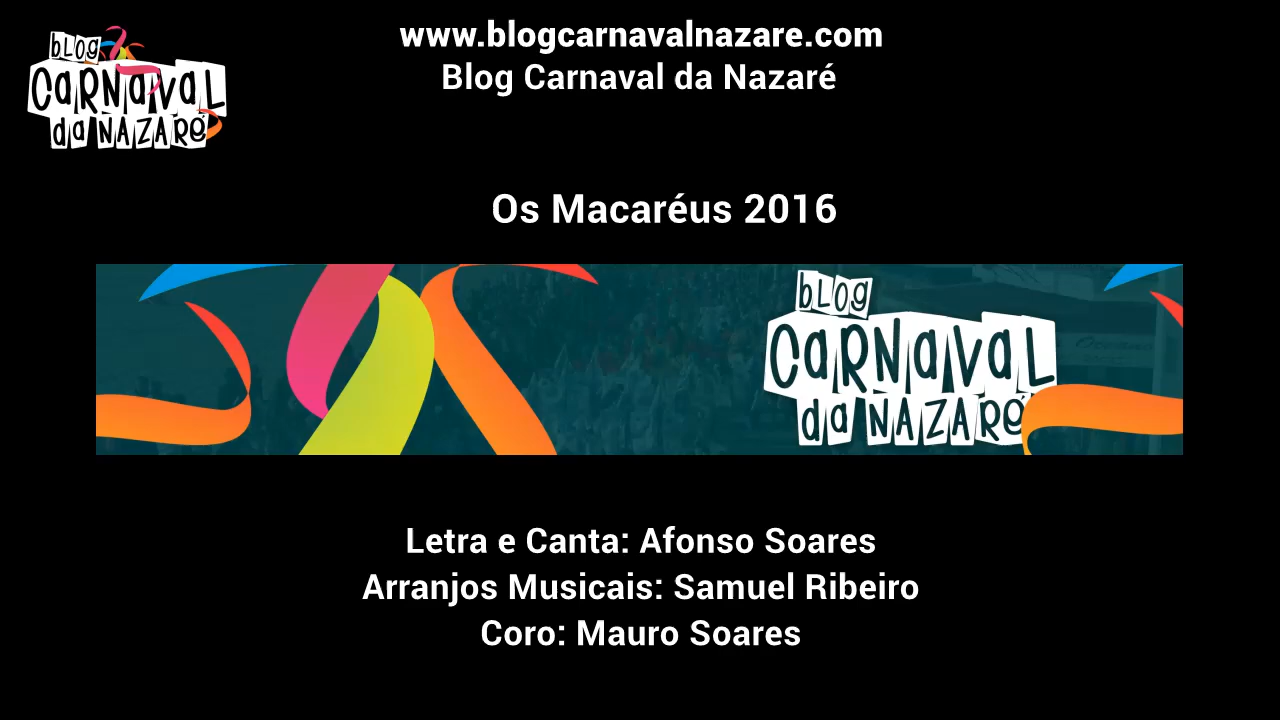 www.blogcarnavalnazare.com
Blog Carnaval da Nazaré
BLOG
CARNAVAL
da NAZARé
Os Macaréus 2016
BLOG
CARNAVAL
da NAZARé
Letra e Canta: Afonso Soares
Arranjos Musicais: Samuel Ribeiro
Coro: Mauro Soares